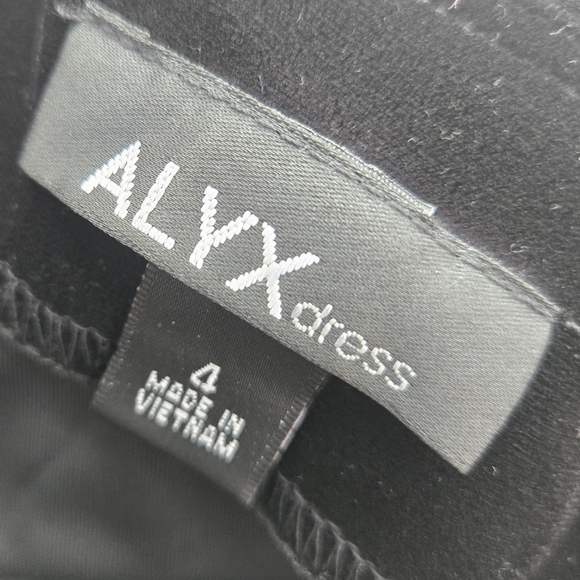 ALYX dress
4
MADE IN
VIETNAM